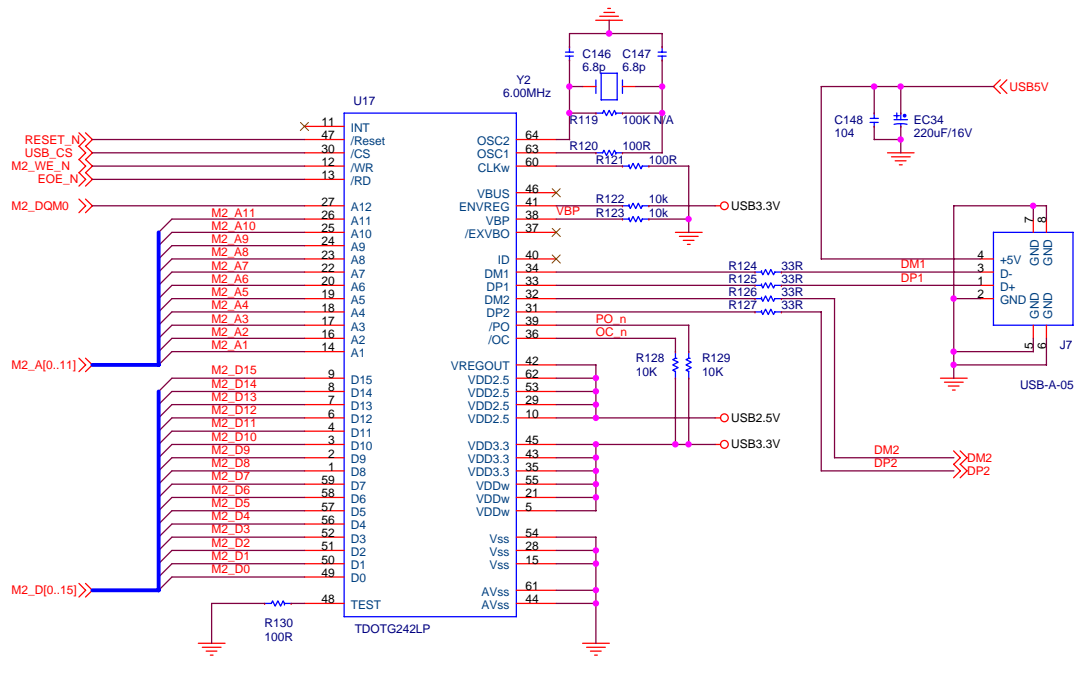 C146 C147
6.8p 6.8p
Y2
6.00MHz
R119 100K N/A
R120 100R
R121 100R
U17
RESET_N
USB_CS
M2_WE_N
EOE_N
M2_DQM0
11 INT
47 /Reset
30 /CS
12 /WR
13 /RD
27 A12
M2_A11 26 A11
M2_A10 25 A10
M2_A9 24 A9
M2_A8 23 A8
M2_A7 22 A7
M2_A6 20 A6
M2_A5 19 A5
M2_A4 18 A4
M2_A3 17 A3
M2_A2 16 A2
M2_A1 14 A1
M2_A[0..11]
M2_D15 9 D15
M2_D14 8 D14
M2_D13 7 D13
M2_D12 6 D12
M2_D11 4 D11
M2_D10 3 D10
M2_D9 2 D9
M2_D8 1 D8
M2_D7 59 D7
M2_D6 58 D6
M2_D5 57 D5
M2_D4 56 D4
M2_D3 52 D3
M2_D2 51 D2
M2_D1 50 D1
M2_D0 49 D0
M2_D[0..15]
48 TEST
R130
100R
TDOTG242LP
OSC2 64
OSC1 63
CLKw 60
VBUS 46
ENVREG 41
VBP 38
/EXVBO 37
ID 40
DM1 34
DP1 33
DM2 32
DP2 31
/PO 39
/OC 36
VREGOUT 42
VDD2.5 62
VDD2.5 53
VDD2.5 29
VDD2.5 10
VDD3.3 45
VDD3.3 43
VDD3.3 35
VDDw 55
VDDw 21
VDDw 5
Vss 54
Vss 28
Vss 15
AVss 61
AVss 44
R122 10k
VBP R123 10k
USB3.3V
R124 33R
R125 33R
R126 33R
R127 33R
PO_n
OC_n
R128 R129
10K 10K
USB2.5V
USB3.3V
USB5V
C148 EC34
104 220uF/16V
DM1
DP1
7 8
GND GND
4 +5V
3 D-
1 D+
2 GND
GND GND
5 6
J7
USB-A-05
DM2 DM2
DP2 DP2